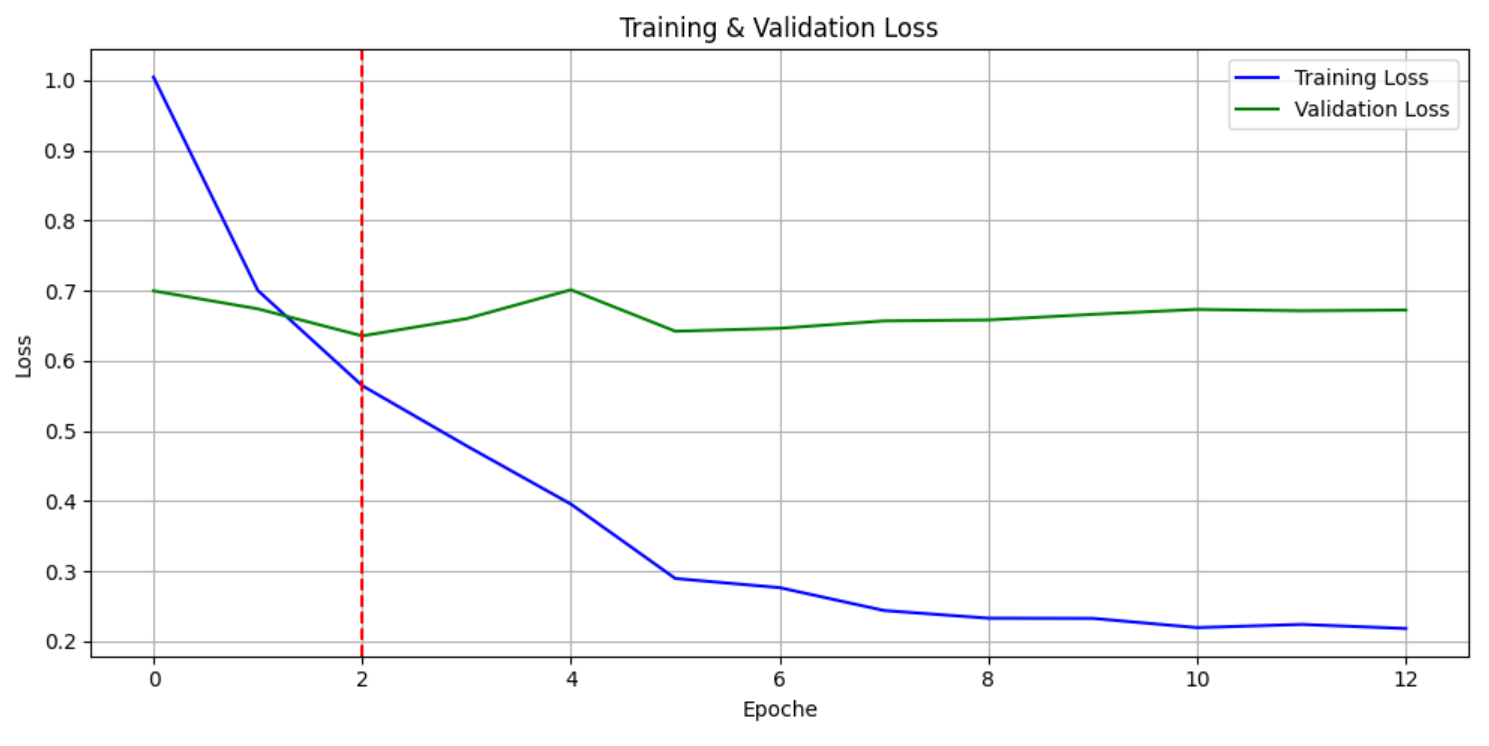 Training & Validation Loss
Training Loss
Validation Loss
1.0
0.9
0.8
0.7
0.6
0.5
0.4
0.3
0.2
Loss
0 2 4 6 8 10 12
Epoche